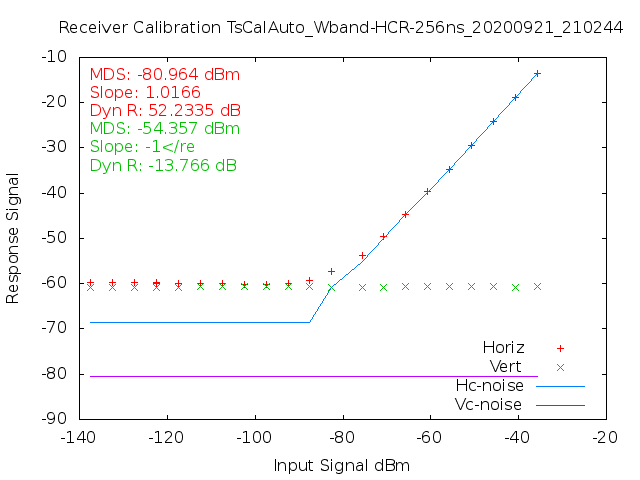 Receiver Calibration TsCalAuto_Wband-HCR-256ns_20200921_210244
-10
-20
-30
-40
-50
-60
-70
-80
-90
Response Signal
MDS: -80.964 dBm
Slope: 1.0166
Dyn R: 52.2335 dB
MDS: -54.357 dBm
Slope: -1</re
Dyn R: -13.766 dB
Horiz
Vert
Hc-noise
Vc-noise
-140 -120 -100 -80 -60 -40 -20
Input Signal dBm